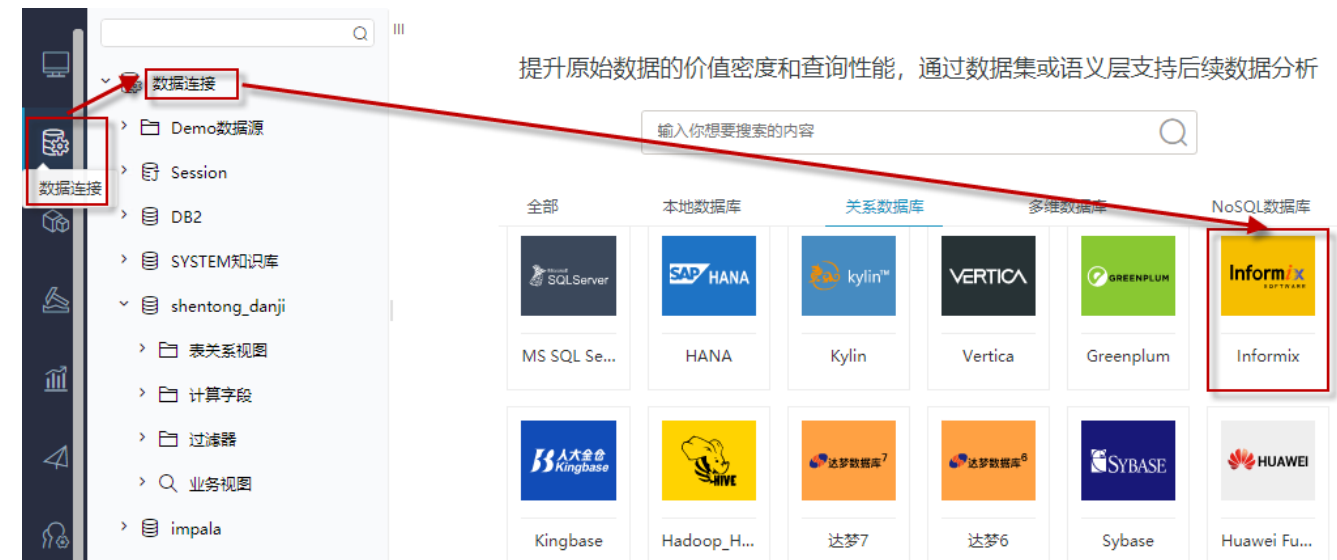 数据连接
数据连接
Demo数据源
Session
DB2
SYSTEM知识库
shentong_danji
表关系视图
计算字段
过滤器
业务视图
impala
提升原始数据的价值密度和查询性能，通过数据集或语义层支持后续数据分析
输入你想要搜索的内容
全部 本地数据库 关系数据库 多维数据库 NoSQL数据库
Microsoft SQLServer SAP HANA kylin™ VERTICA GREENPLUM Informix SOFTWARE
MS SQL Se... HANA Kylin Vertica Greenplum Informix
人大金仓 Kingbase HIVE 达梦数据库7 达梦数据库6 SYBASE HUAWEI
Kingbase Hadoop_H... 达梦7 达梦6 Sybase Huawei Fu...